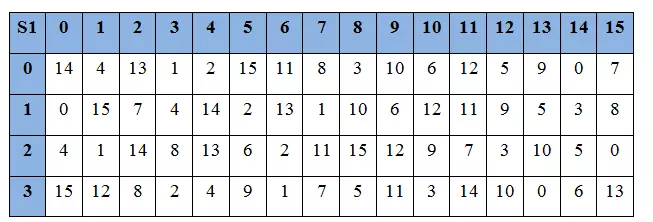 S1 0 1 2 3 4 5 6 7 8 9 10 11 12 13 14 15
0 14 4 13 1 2 15 11 8 3 10 6 12 5 9 0 7
1 0 15 7 4 14 2 13 1 10 6 12 11 9 5 3 8
2 4 1 14 8 13 6 2 11 15 12 9 7 3 10 5 0
3 15 12 8 2 4 9 1 7 5 11 3 14 10 0 6 13